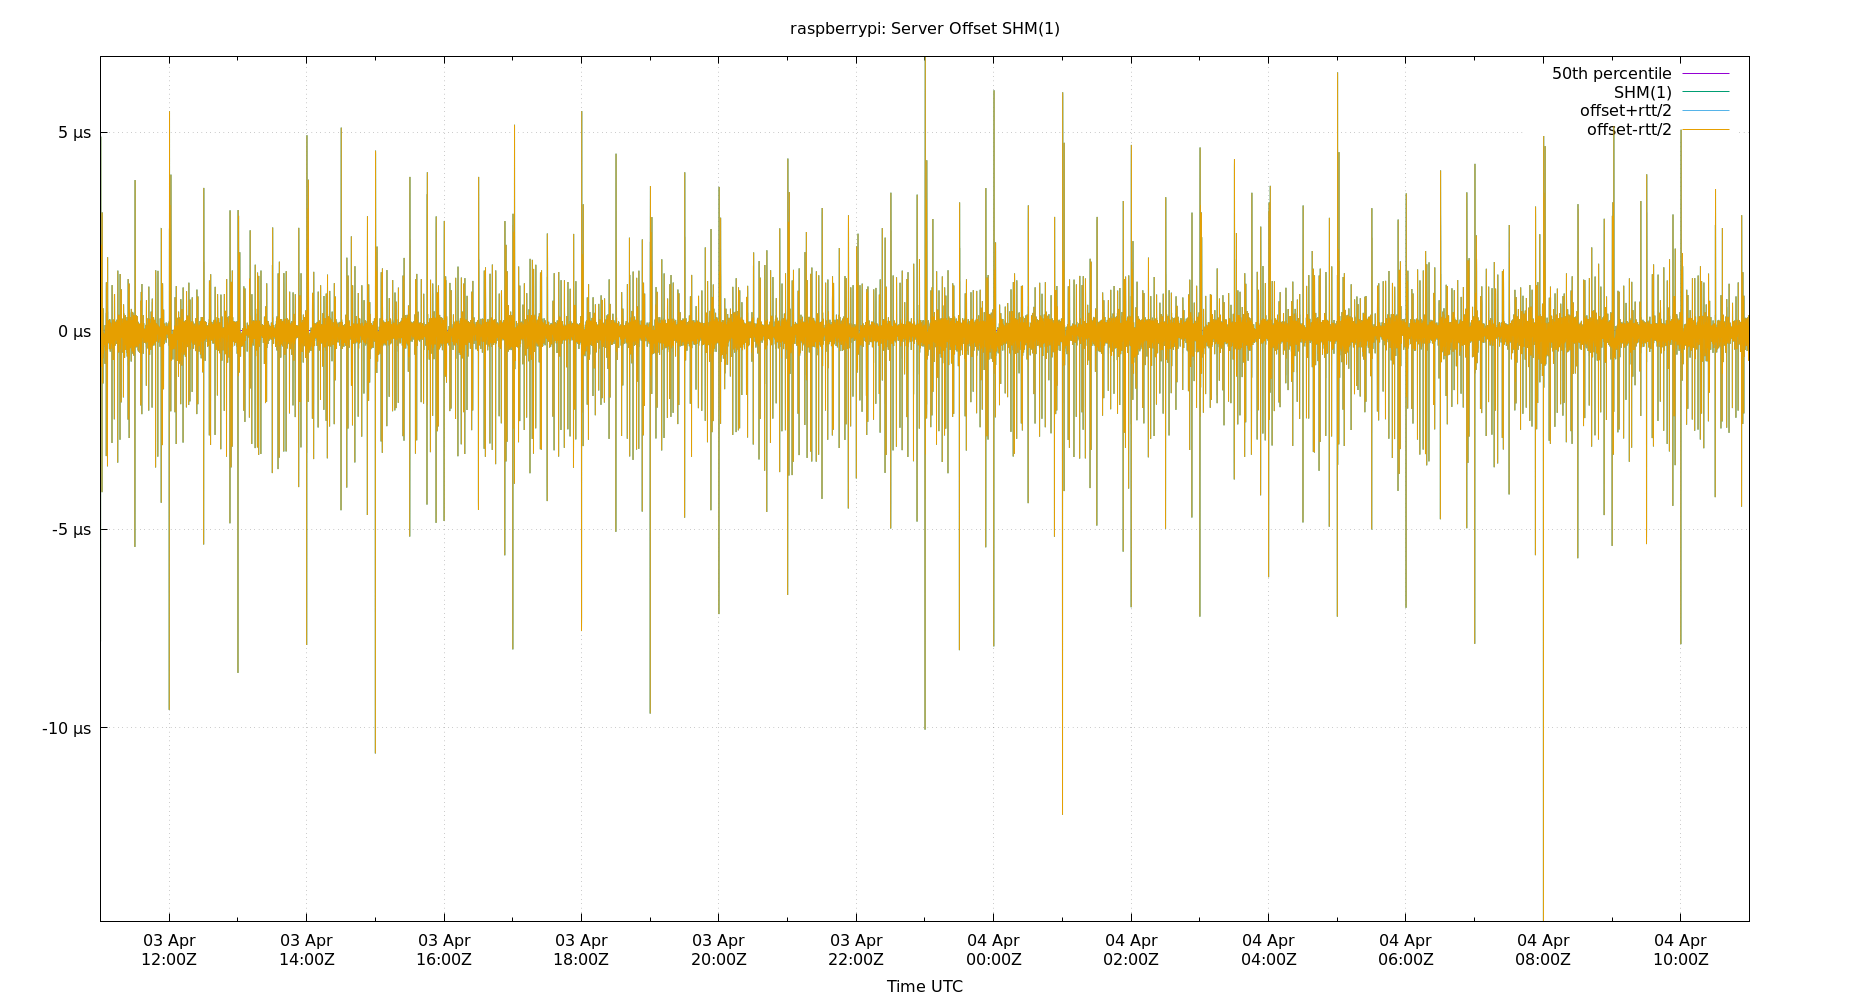 raspberrypi: Server Offset SHM(1)
50th percentile
SHM(1)
offset+rtt/2
offset-rtt/2
5 µs
0 µs
-5 µs
-10 µs
03 Apr 03 Apr 03 Apr 03 Apr 03 Apr 03 Apr 04 Apr 04 Apr 04 Apr 04 Apr 04 Apr 04 Apr
12:00Z 14:00Z 16:00Z 18:00Z 20:00Z 22:00Z 00:00Z 02:00Z 04:00Z 06:00Z 08:00Z 10:00Z
Time UTC